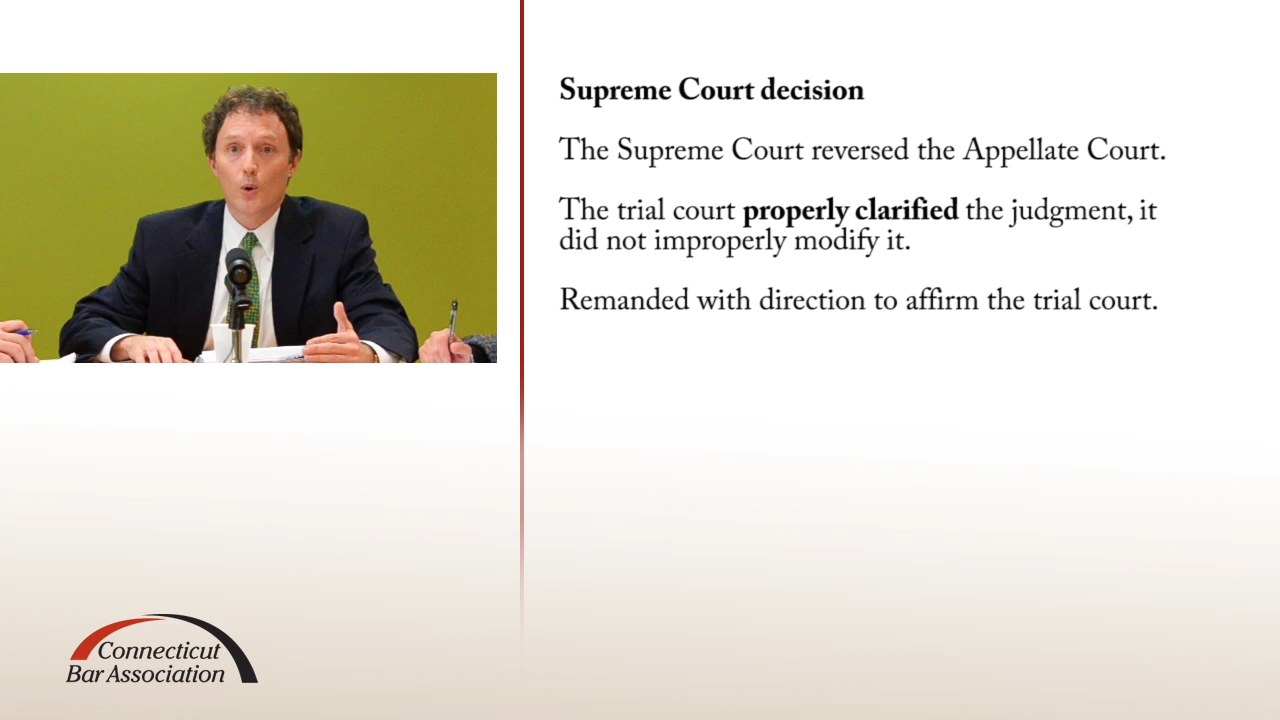 Supreme Court decision
The Supreme Court reversed the Appellate Court.
The trial court properly clarified the judgment, it
did not improperly modify it.
Remanded with direction to affirm the trial court.
Connecticut
Bar Association